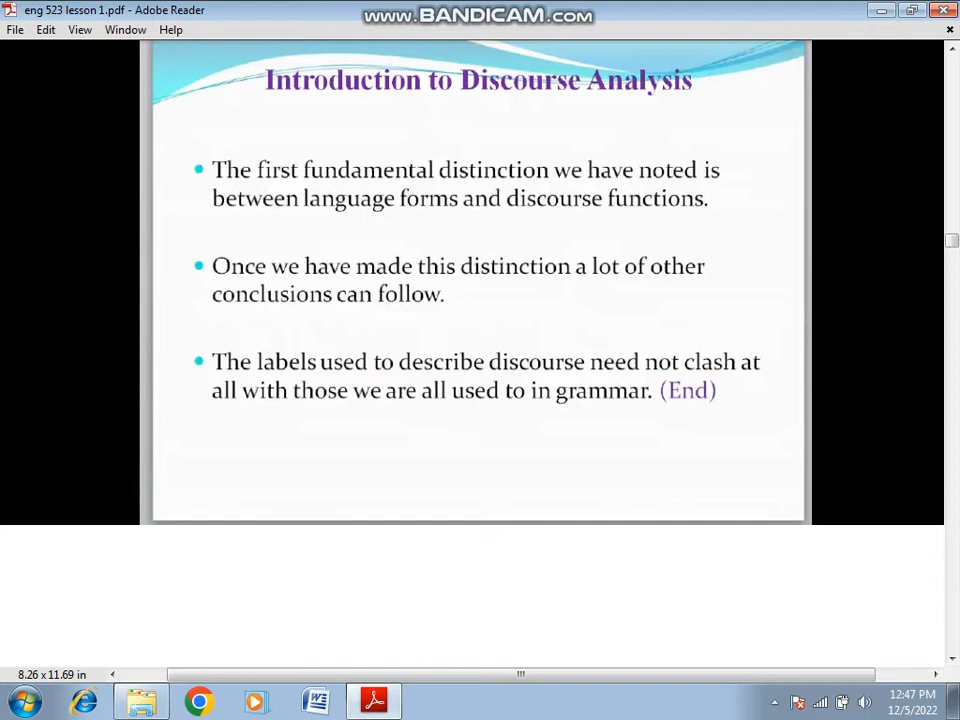 eng 523 lesson 1.pdf - Adobe Reader
www.BANDICAM.com
File Edit View Window Help
Introduction to Discourse Analysis
• The first fundamental distinction we have noted is
between language forms and discourse functions.
• Once we have made this distinction a lot of other
conclusions can follow.
• The labels used to describe discourse need not clash at
all with those we are all used to in grammar. (End)
8.26 x 11.69 in
12:47 PM
12/5/2022